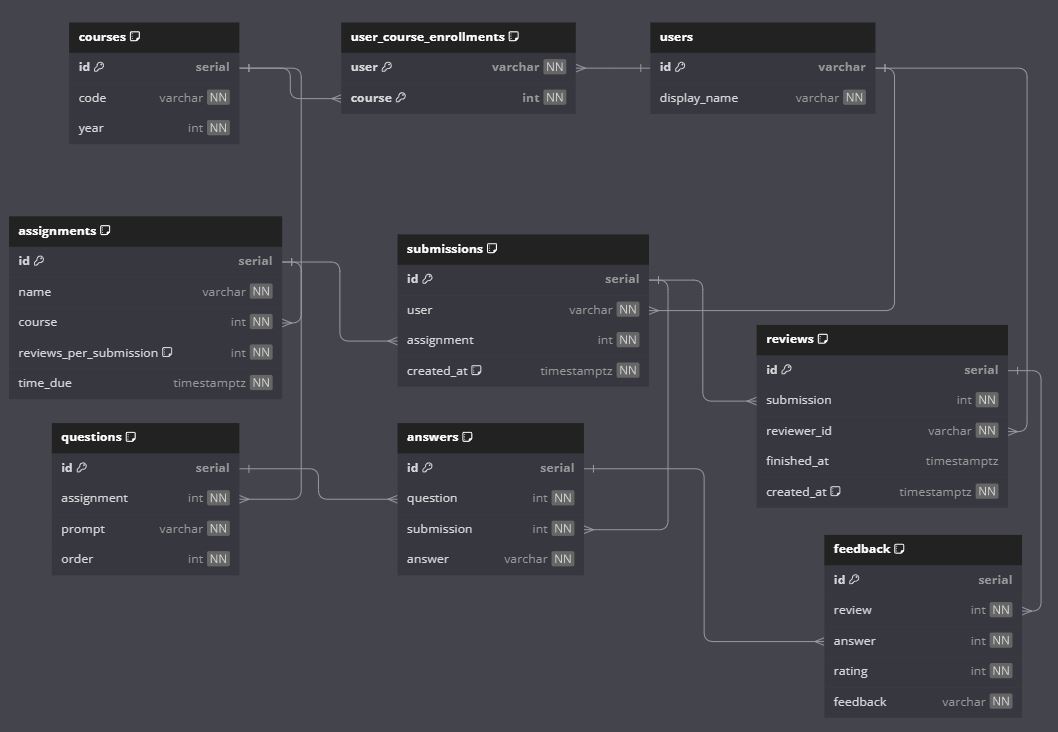 courses
id serial
code varchar NN
year int NN
user_course_enrollments
user varchar NN
course int NN
users
id varchar
display_name varchar NN
assignments
id serial
name varchar NN
course int NN
reviews_per_submission int NN
time_due timestamptz NN
submissions
id serial
user varchar NN
assignment int NN
created_at timestamptz NN
reviews
id serial
submission int NN
reviewer_id varchar NN
finished_at timestamptz
created_at timestamptz NN
questions
id serial
assignment int NN
prompt varchar NN
order int NN
answers
id serial
question int NN
submission int NN
answer varchar NN
feedback
id serial
review int NN
answer int NN
rating int NN
feedback varchar NN